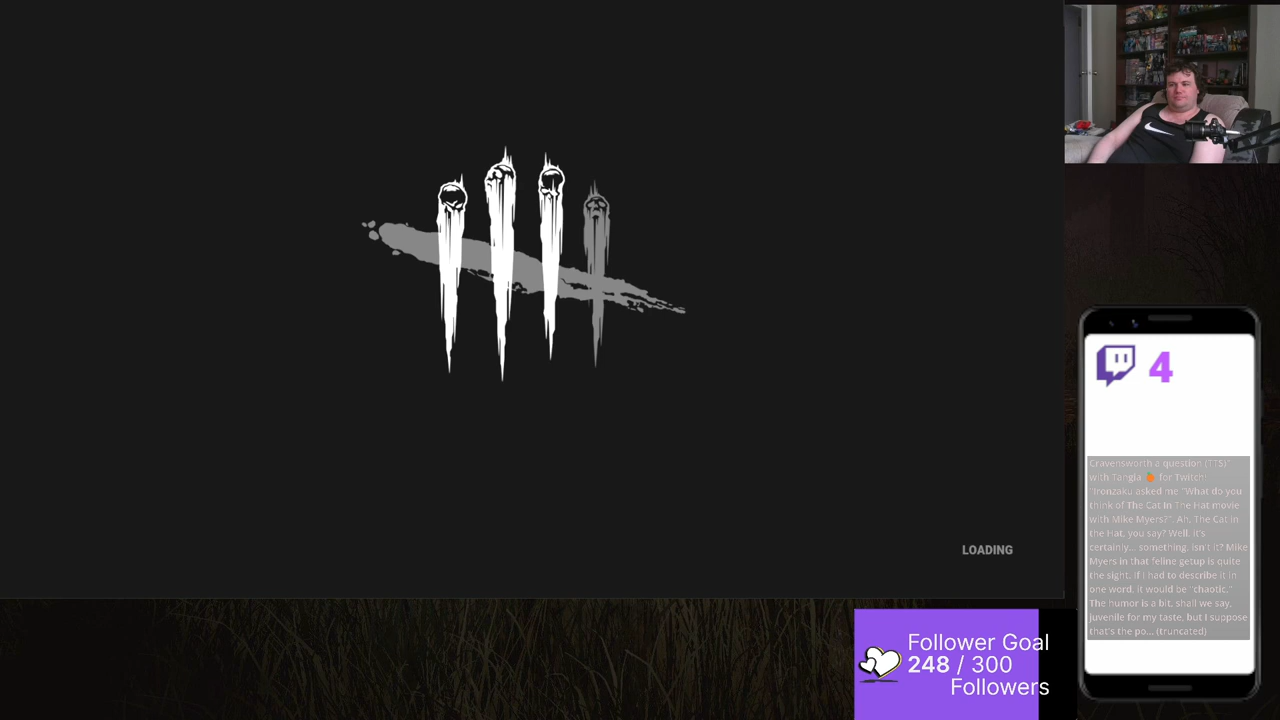 4
Cravensworth a question (TTS)"
with Tangia 🍊 for Twitch
"Ironzaku asked me "What do you
think of The Cat In The Hat movie
with Mike Myers?". Ah, The Cat in
the Hat, you say? Well, it's
certainly... something, isn't it? Mike
Myers in that feline getup is quite
the sight. If I had to describe it in
one word, it would be "chaotic."
The humor is a bit, shall we say,
juvenile for my taste, but I suppose
that's the po... (truncated)
LOADING
Follower Goal
248 / 300
Followers